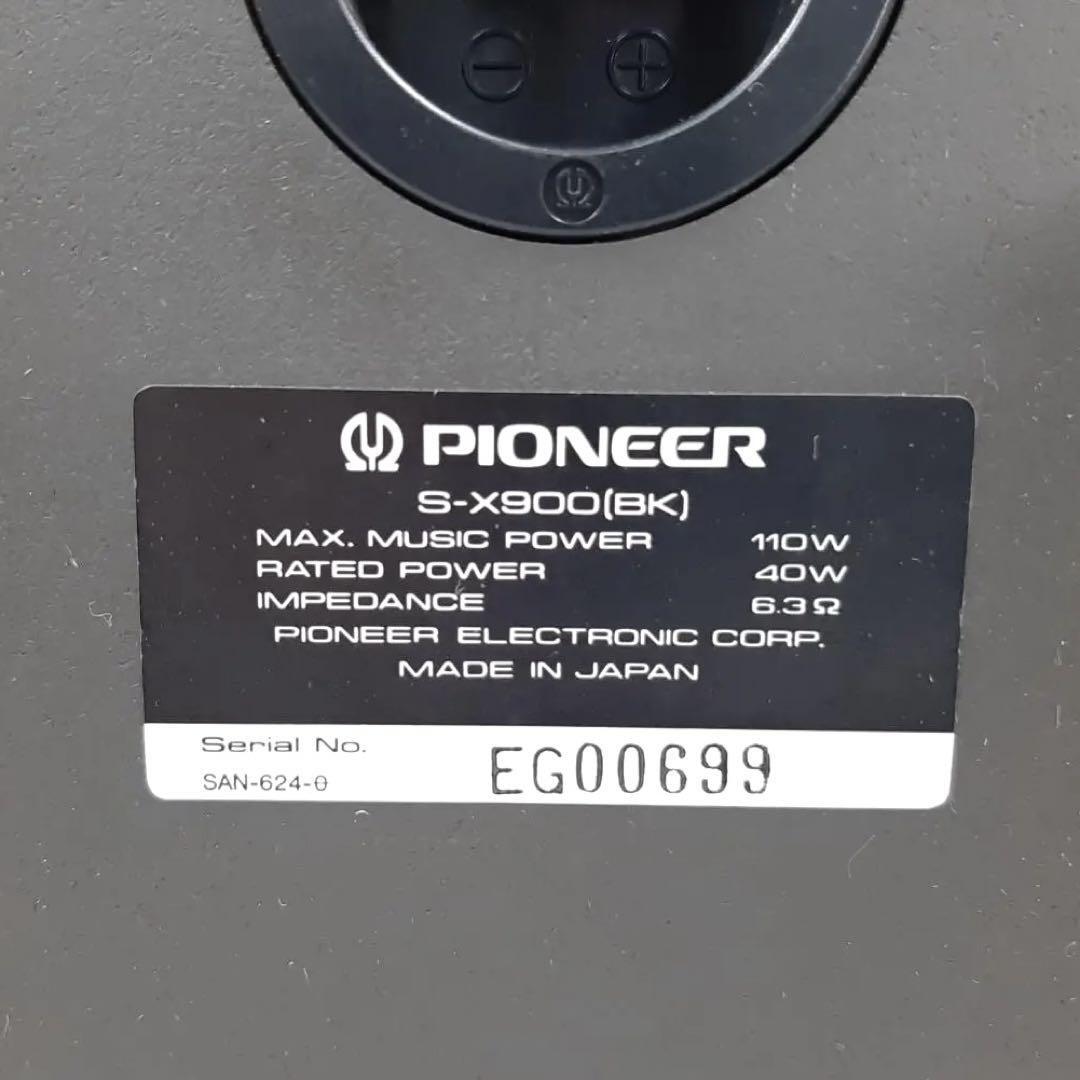 − +
PIONEER
S-X900(BK)
MAX. MUSIC POWER 110W
RATED POWER 40W
IMPEDANCE 6.3Ω
PIONEER ELECTRONIC CORP.
MADE IN JAPAN
Serial No. EG00699
SAN-624-0